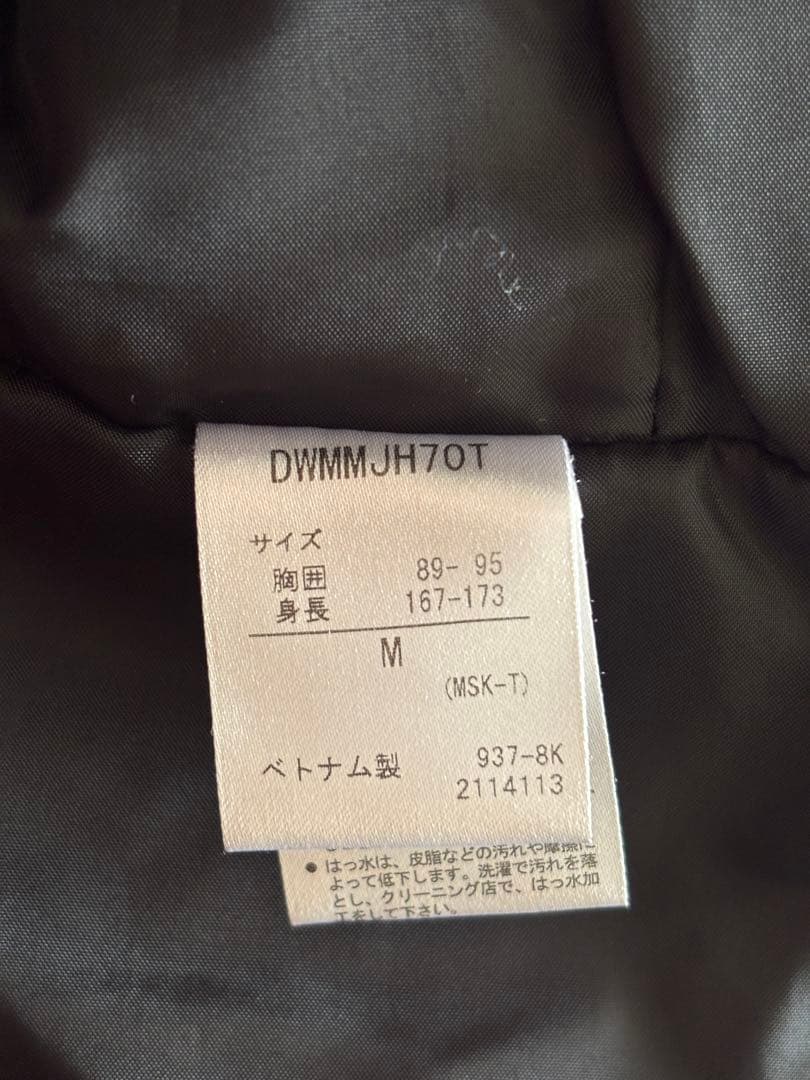 DWMMJH70T
サイズ
胸囲 89- 95
身長 167-173
M
(MSK-T)
ベトナム製 937-8K
2114113
● はっ水は、皮脂などの汚れや摩擦に
よって低下します。洗濯で汚れを落
とし、クリーニング店で、はっ水加
工をして下さい。